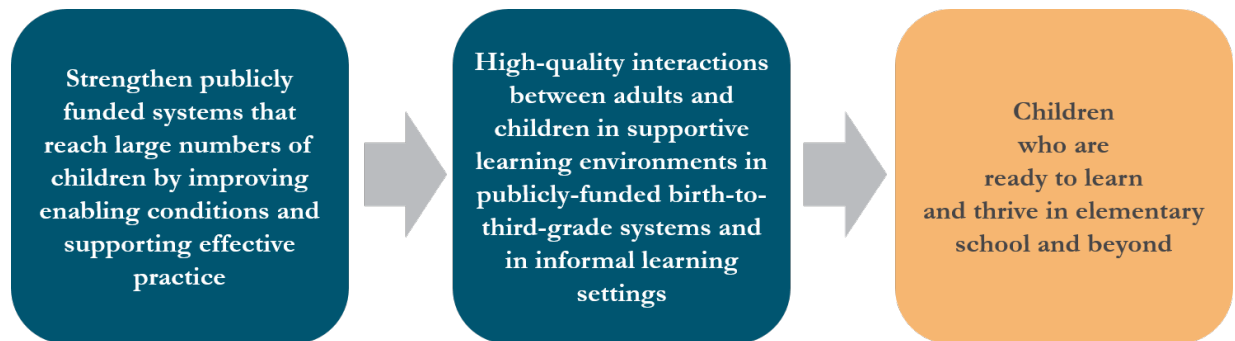 Strengthen publicly
funded systems that
reach large numbers of
children by improving
enabling conditions and
supporting effective
practice
High-quality interactions
between adults and
children in supportive
learning environments in
publicly-funded birth-to-
third-grade systems and
in informal learning
settings
Children
who are
ready to learn
and thrive in elementary
school and beyond